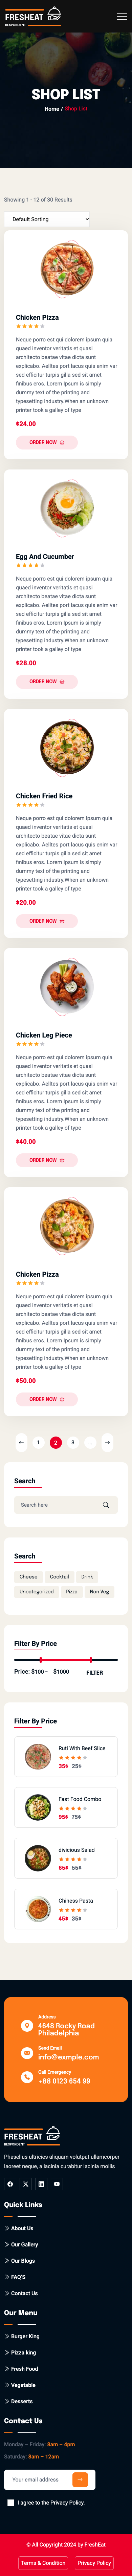 FRESHEAT
RESPONDENT
SHOP LIST
Home / Shop List
Showing 1 - 12 of 30 Results
Default Sorting
Chicken Pizza
Neque porro est qui dolorem ipsum quia
quaed inventor veritatis et quasi
architecto beatae vitae dicta sunt
explicabo. Aelltes port lacus quis enim var
sed efficitur turpis gilla sed sit amet
finibus eros. Lorem Ipsum is simply
dummy text of the printing and ad
typesetting industry.When an unknown
printer took a galley of type
$24.00
ORDER NOW
Egg And Cucumber
Neque porro est qui dolorem ipsum quia
quaed inventor veritatis et quasi
architecto beatae vitae dicta sunt
explicabo. Aelltes port lacus quis enim var
sed efficitur turpis gilla sed sit amet
finibus eros. Lorem Ipsum is simply
dummy text of the printing and ad
typesetting industry.When an unknown
printer took a galley of type
$28.00
ORDER NOW
Chicken Fried Rice
Neque porro est qui dolorem ipsum quia
quaed inventor veritatis et quasi
architecto beatae vitae dicta sunt
explicabo. Aelltes port lacus quis enim var
sed efficitur turpis gilla sed sit amet
finibus eros. Lorem Ipsum is simply
dummy text of the printing and ad
typesetting industry.When an unknown
printer took a galley of type
$20.00
ORDER NOW
Chicken Leg Piece
Neque porro est qui dolorem ipsum quia
quaed inventor veritatis et quasi
architecto beatae vitae dicta sunt
explicabo. Aelltes port lacus quis enim var
sed efficitur turpis gilla sed sit amet
finibus eros. Lorem Ipsum is simply
dummy text of the printing and ad
typesetting industry.When an unknown
printer took a galley of type
$40.00
ORDER NOW
Chicken Pizza
Neque porro est qui dolorem ipsum quia
quaed inventor veritatis et quasi
architecto beatae vitae dicta sunt
explicabo. Aelltes port lacus quis enim var
sed efficitur turpis gilla sed sit amet
finibus eros. Lorem Ipsum is simply
dummy text of the printing and ad
typesetting industry.When an unknown
printer took a galley of type
$50.00
ORDER NOW
1 2 3 ...
Search
Search here
Search
Cheese Cocktail Drink
Uncategorized Pizza Non Veg
Filter By Price
Price: $100 – $1000 FILTER
Filter By Price
Ruti With Beef Slice
35$ 25$
Fast Food Combo
95$ 75$
divicious Salad
65$ 55$
Chiness Pasta
45$ 35$
Address
4648 Rocky Road
Philadelphia
Send Email
info@exmple.com
Call Emergency
+88 0123 654 99
FRESHEAT
RESPONDENT
Phasellus ultricies aliquam volutpat ullamcorper
laoreet neque, a lacinia curabitur lacinia mollis
Quick Links
About Us
Our Gallery
Our Blogs
FAQ'S
Contact Us
Our Menu
Burger King
Pizza king
Fresh Food
Vegetable
Desserts
Contact Us
Monday – Friday: 8am – 4pm
Saturday: 8am – 12am
Your email address
I agree to the Privacy Policy.
© All Copyright 2024 by FreshEat
Terms & Condition Privacy Policy